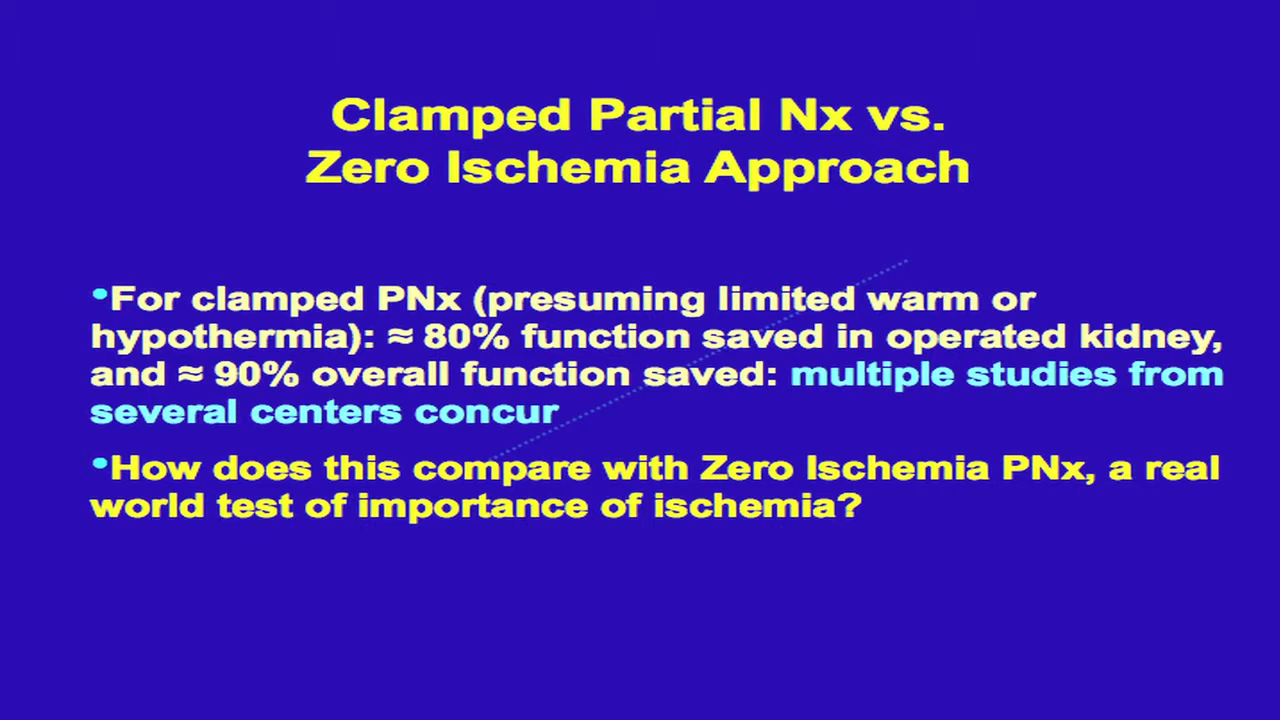 Clamped Partial Nx vs.
Zero Ischemia Approach
•For clamped PNx (presuming limited warm or
hypothermia): ≈ 80% function saved in operated kidney,
and ≈ 90% overall function saved: multiple studies from
several centers concur
•How does this compare with Zero Ischemia PNx, a real
world test of importance of ischemia?